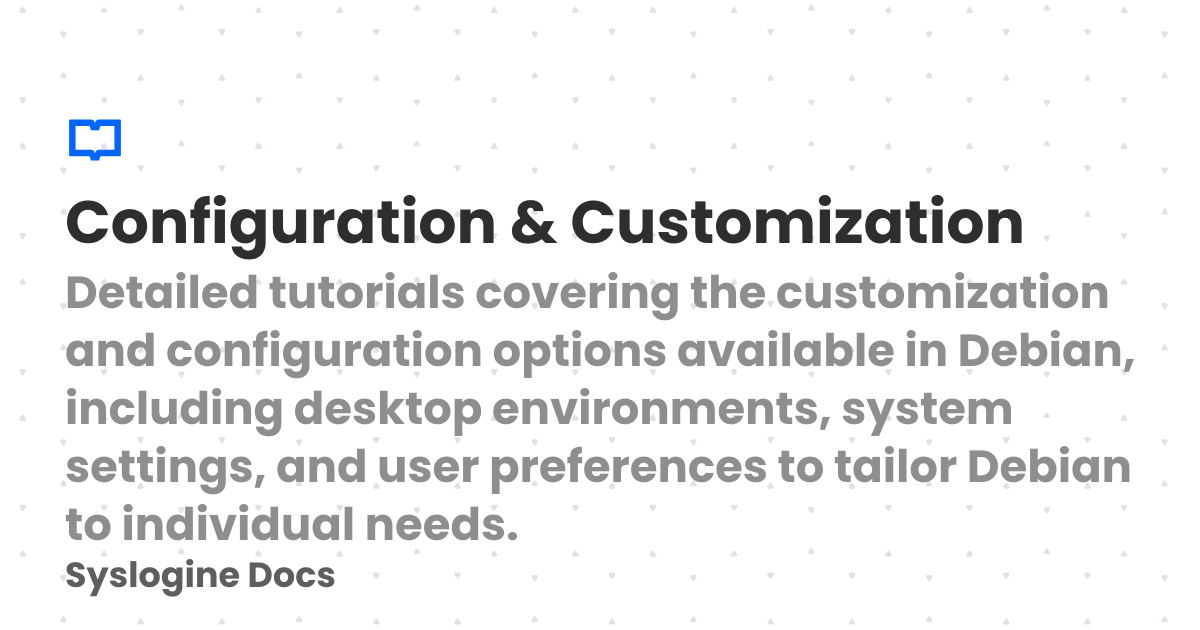 Configuration & Customization
Detailed tutorials covering the customization
and configuration options available in Debian,
including desktop environments, system
settings, and user preferences to tailor Debian
to individual needs.
Syslogine Docs